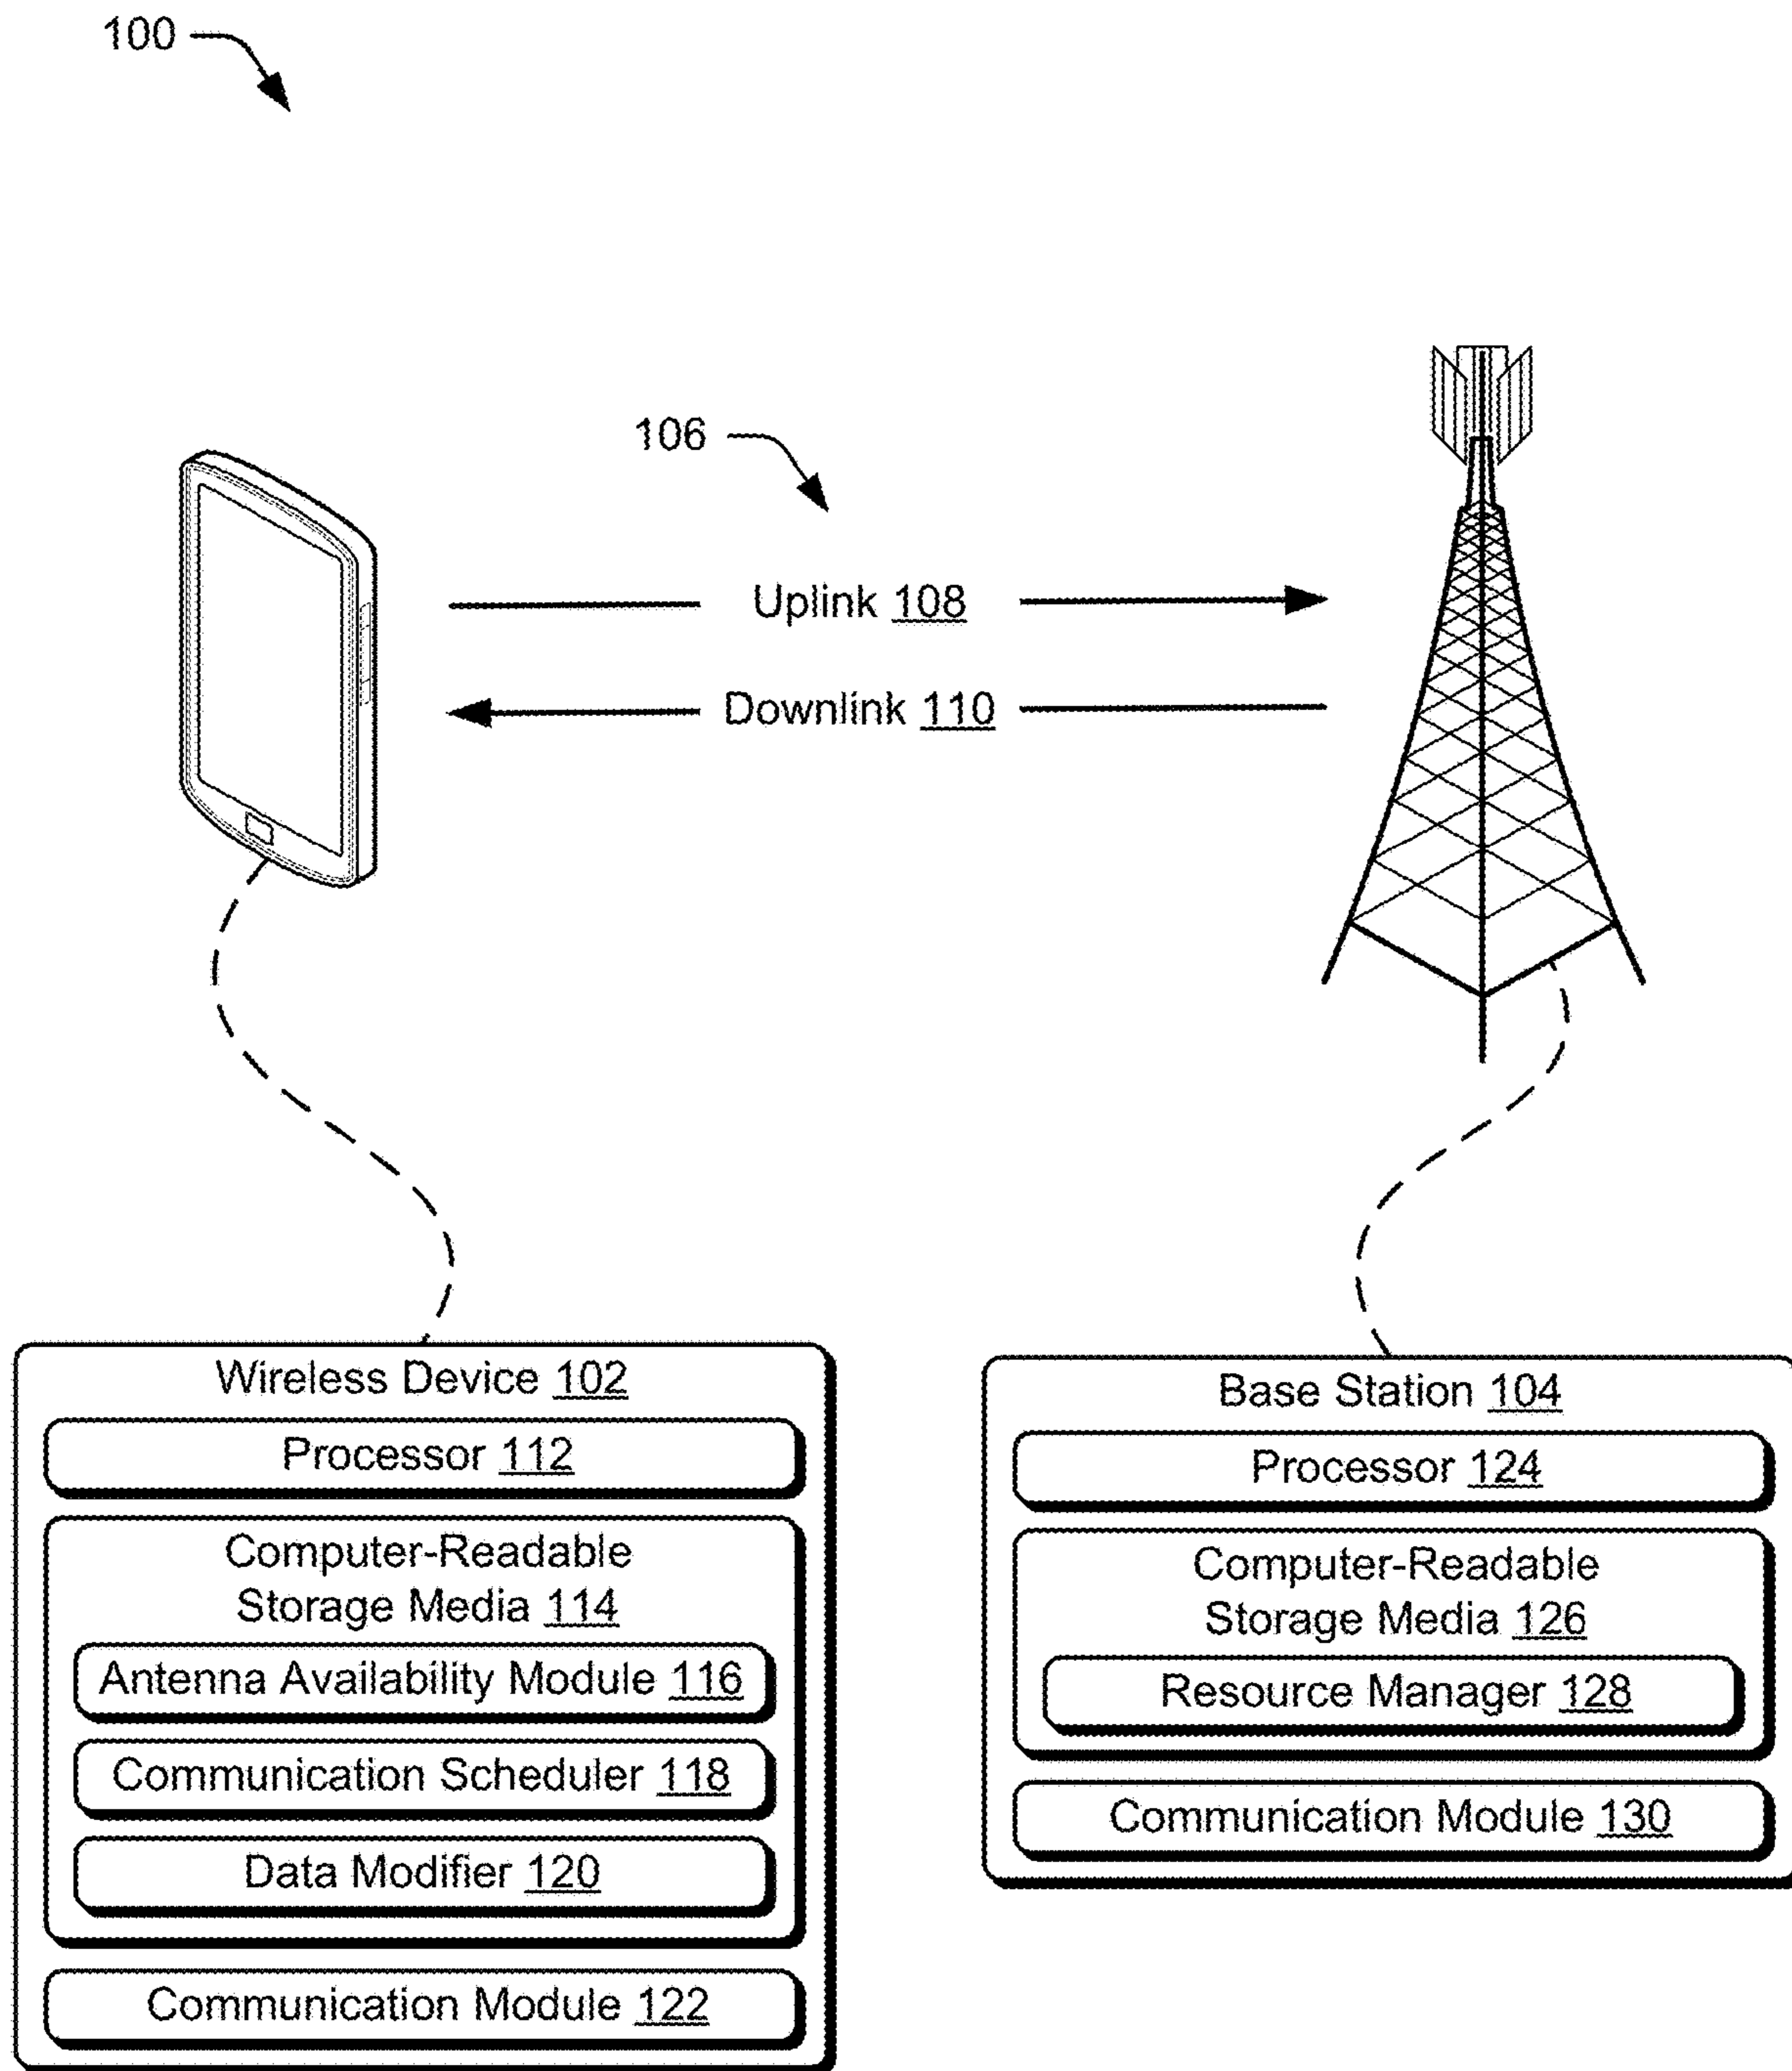 100
106
Uplink 108
Downlink 110
Wireless Device 102
Processor 112
Computer-Readable
Storage Media 114
Antenna Availability Module 116
Communication Scheduler 118
Data Modifier 120
Communication Module 122
Base Station 104
Processor 124
Computer-Readable
Storage Media 126
Resource Manager 128
Communication Module 130